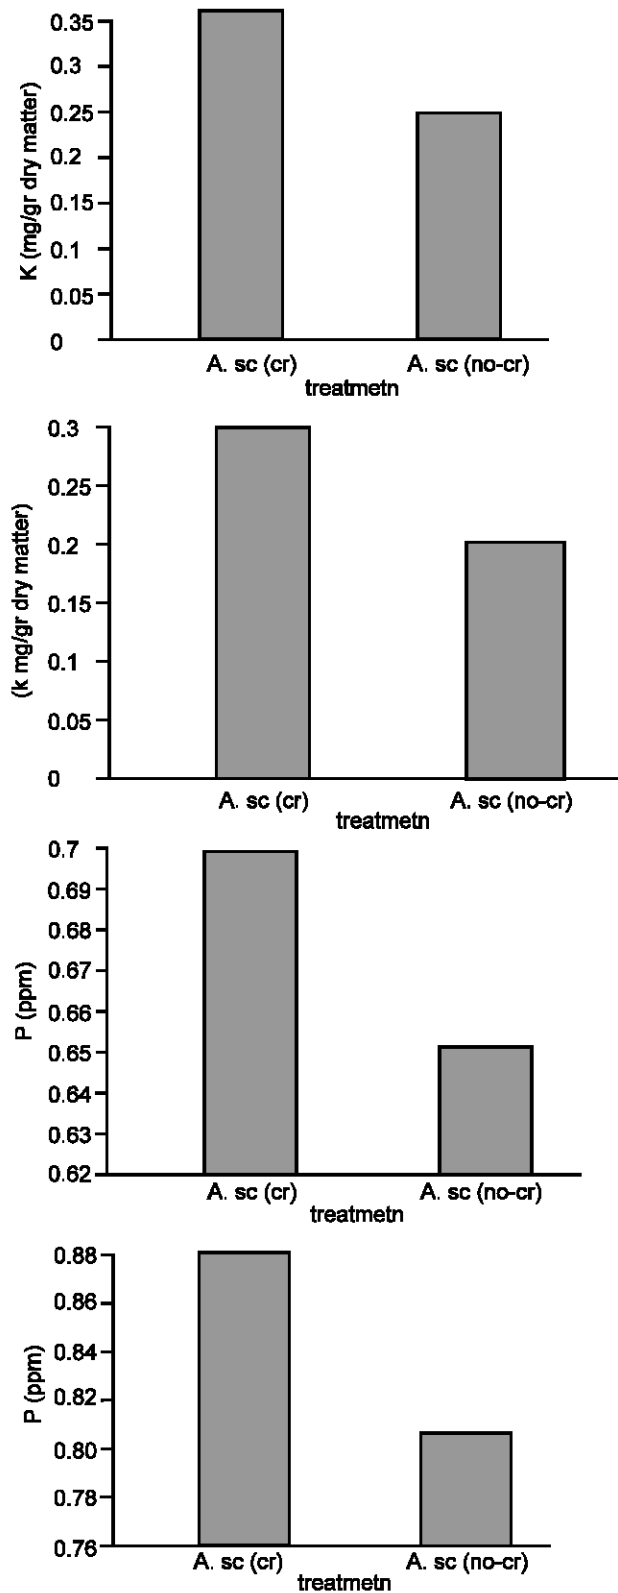 K (mg/gr dry matter)
0.35
0.3
0.25
0.2
0.15
0.1
0.05
0
A. sc (cr)
A. sc (no-cr)
treatmetn
(k mg/gr dry matter)
0.3
0.25
0.2
0.15
0.1
0.05
0
A. sc (cr)
A. sc (no-cr)
treatmetn
P (ppm)
0.7
0.69
0.68
0.67
0.66
0.65
0.64
0.63
0.62
A. sc (cr)
A. sc (no-cr)
treatmetn
P (ppm)
0.88
0.86
0.84
0.82
0.80
0.78
0.76
A. sc (cr)
A. sc (no-cr)
treatmetn